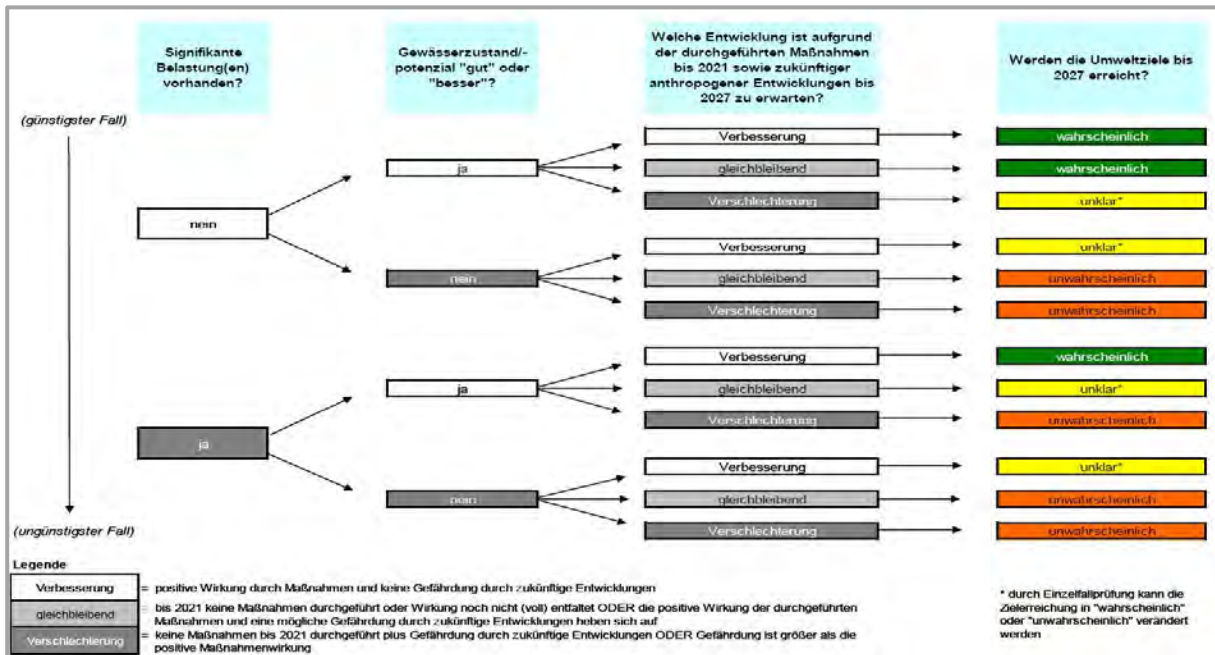 Signifikante
Belastung(en)
vorhanden?
Gewässerzustand/-
potenzial "gut" oder
"besser"?
Welche Entwicklung ist aufgrund
der durchgeführten Maßnahmen
bis 2021 sowie zukünftiger
anthropogener Entwicklungen bis
2027 zu erwarten?
Werden die Umweltziele bis
2027 erreicht?
(günstigster Fall)
Verbesserung
wahrscheinlich
ja
gleichbleibend
wahrscheinlich
Verschlechterung
unklar*
nein
Verbesserung
unklar*
nein
gleichbleibend
unwahrscheinlich
Verschlechterung
unwahrscheinlich
Verbesserung
wahrscheinlich
ja
gleichbleibend
unklar*
Verschlechterung
unwahrscheinlich
ja
Verbesserung
unklar*
nein
gleichbleibend
unwahrscheinlich
(ungünstigster Fall)
Verschlechterung
unwahrscheinlich
Legende
Verbesserung = positive Wirkung durch Maßnahmen und keine Gefährdung durch zukünftige Entwicklungen
gleichbleibend = bis 2021 keine Maßnahmen durchgeführt oder Wirkung noch nicht (voll) entfaltet ODER die positive Wirkung der durchgeführten
Maßnahmen und eine mögliche Gefährdung durch zukünftige Entwicklungen heben sich auf
Verschlechterung = keine Maßnahmen bis 2021 durchgeführt plus Gefährdung durch zukünftige Entwicklungen ODER Gefährdung ist größer als die
positive Maßnahmenwirkung
* durch Einzelfallprüfung kann die
Zielerreichung in "wahrscheinlich"
oder "unwahrscheinlich" verändert
werden